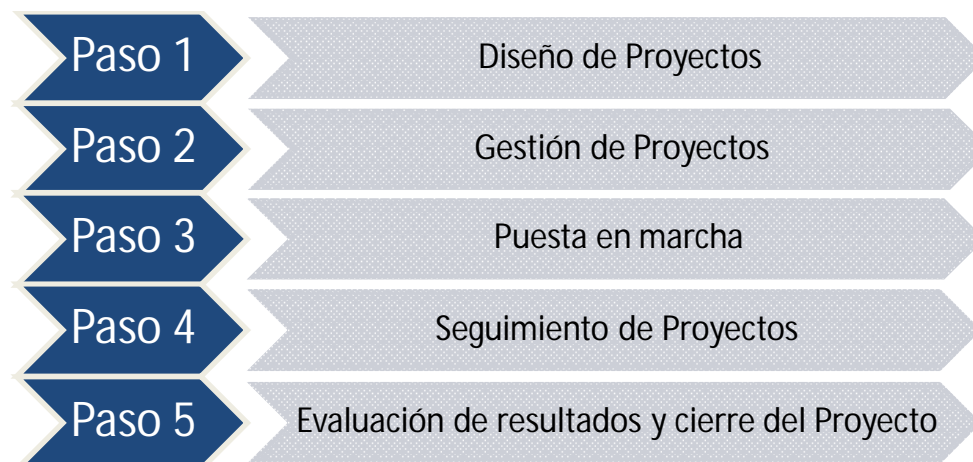 Paso 1
Diseño de Proyectos
Paso 2
Gestión de Proyectos
Paso 3
Puesta en marcha
Paso 4
Seguimiento de Proyectos
Paso 5
Evaluación de resultados y cierre del Proyecto